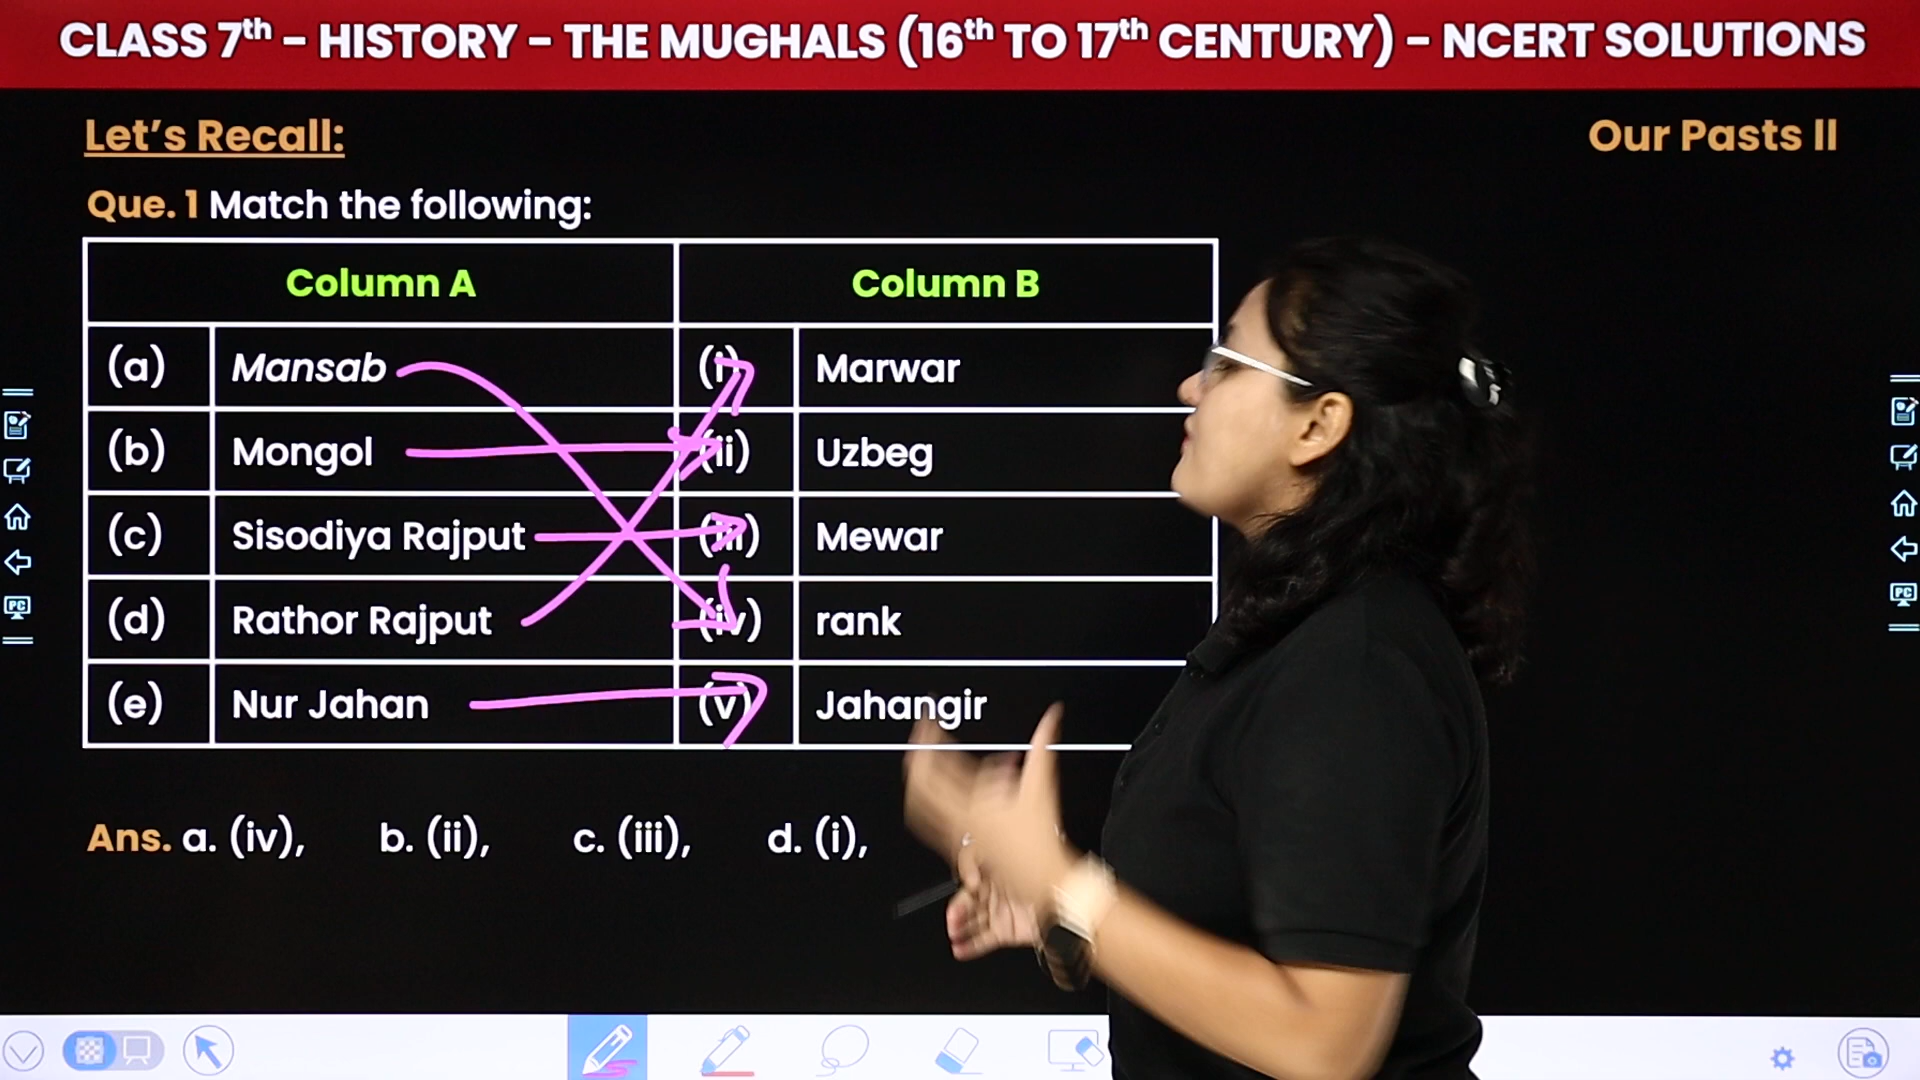 CLASS 7th – HISTORY – THE MUGHALS (16th TO 17th CENTURY) – NCERT SOLUTIONS
Let's Recall:
Our Pasts II
Que. 1 Match the following:
Column A Column B
(a) Mansab (i) Marwar
(b) Mongol (ii) Uzbeg
(c) Sisodiya Rajput (iii) Mewar
(d) Rathor Rajput (iv) rank
(e) Nur Jahan (v) Jahangir
Ans. a. (iv), b. (ii), c. (iii), d. (i),
PC
PC